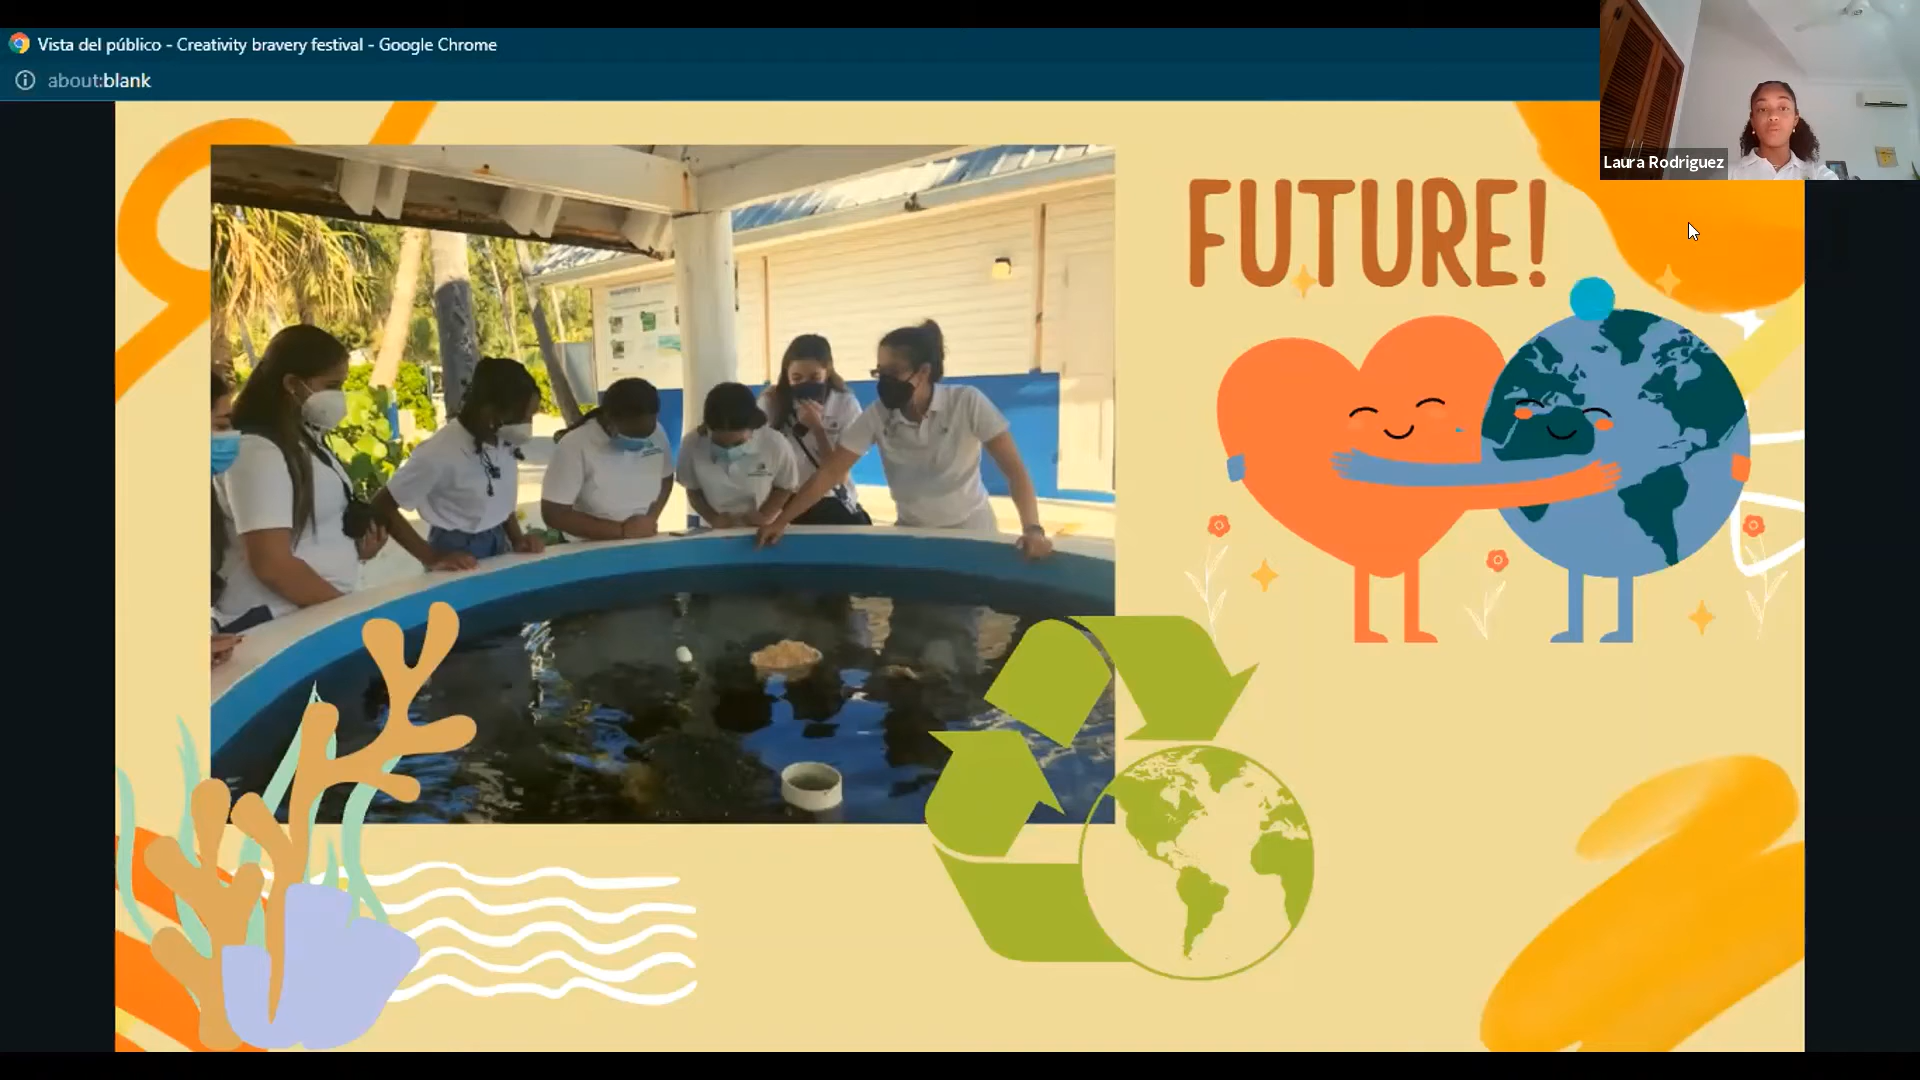 Vista del público - Creativity bravery festival - Google Chrome
about:blank
Laura Rodriguez
FUTURE!